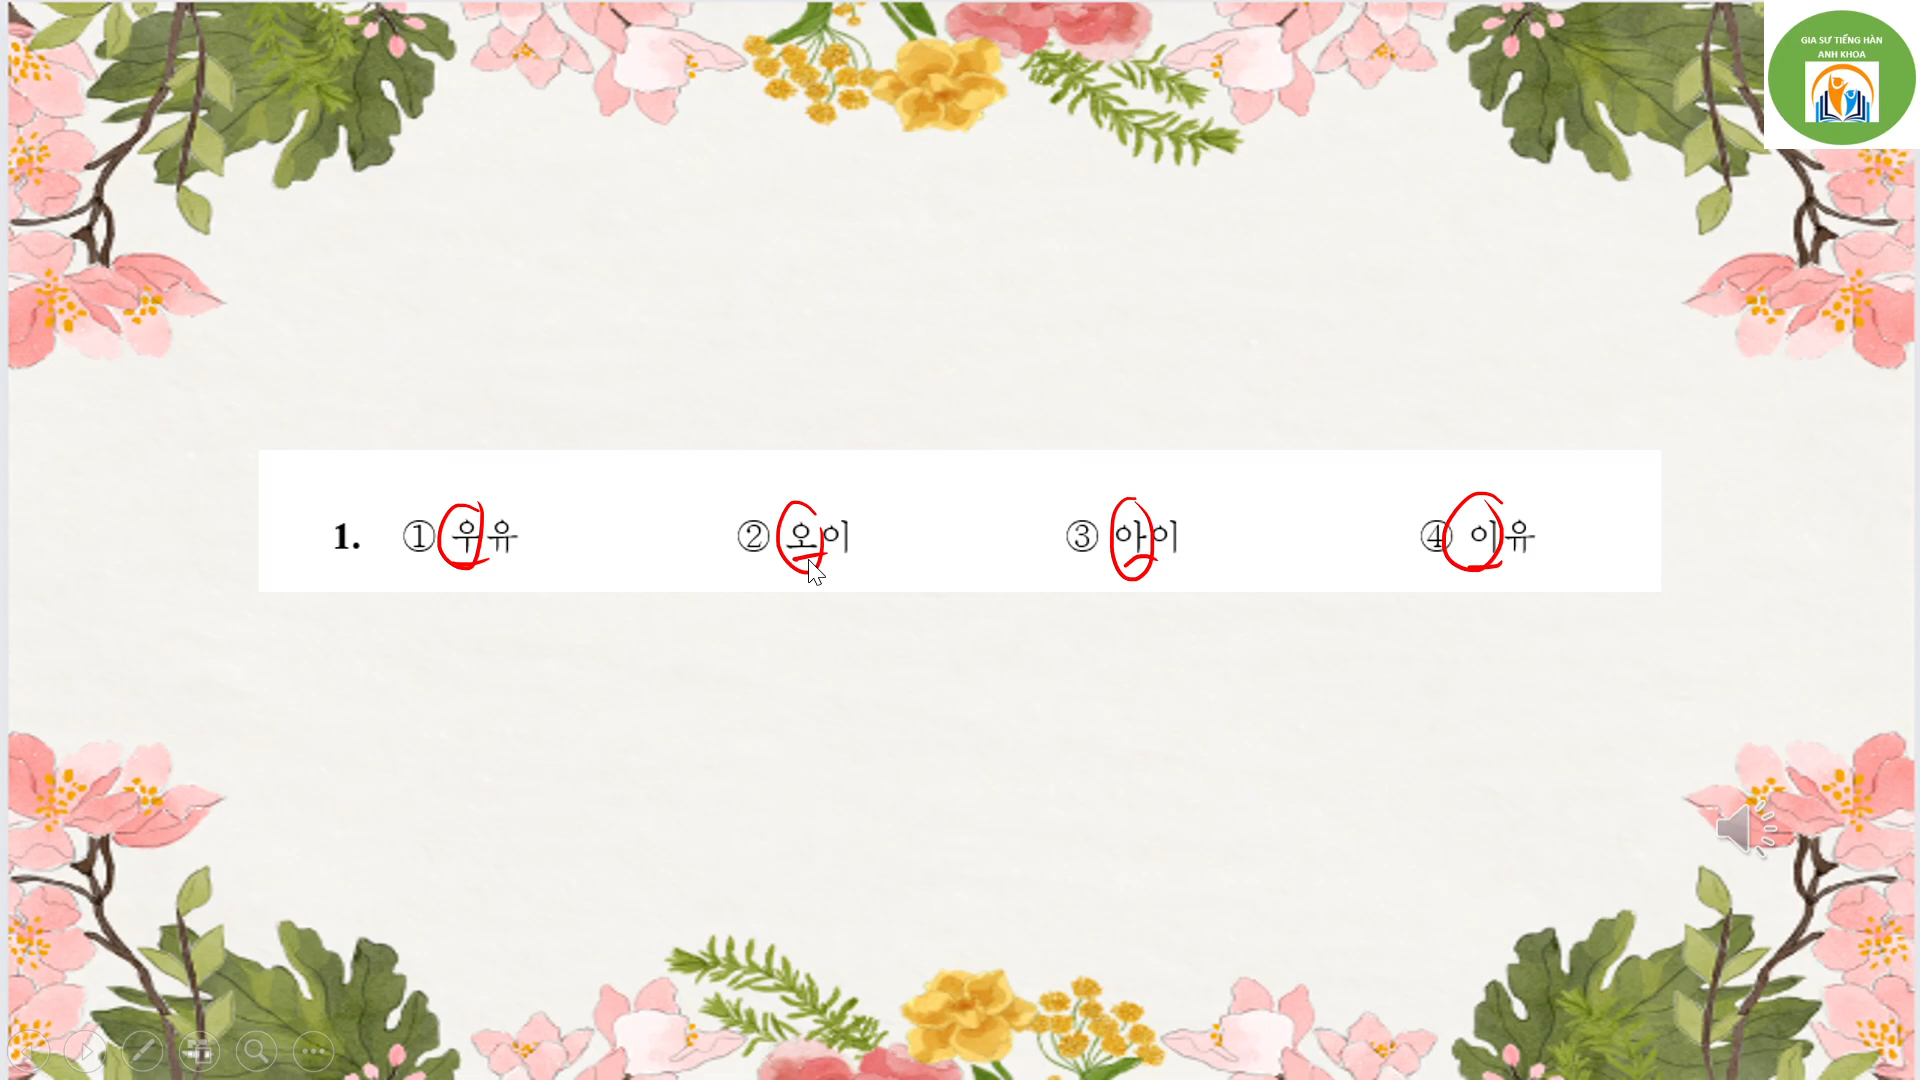 GIA SƯ TIẾNG HÀN
ANH KHOA
1. ① 우유 ② 오이 ③ 아이 ④ 이유